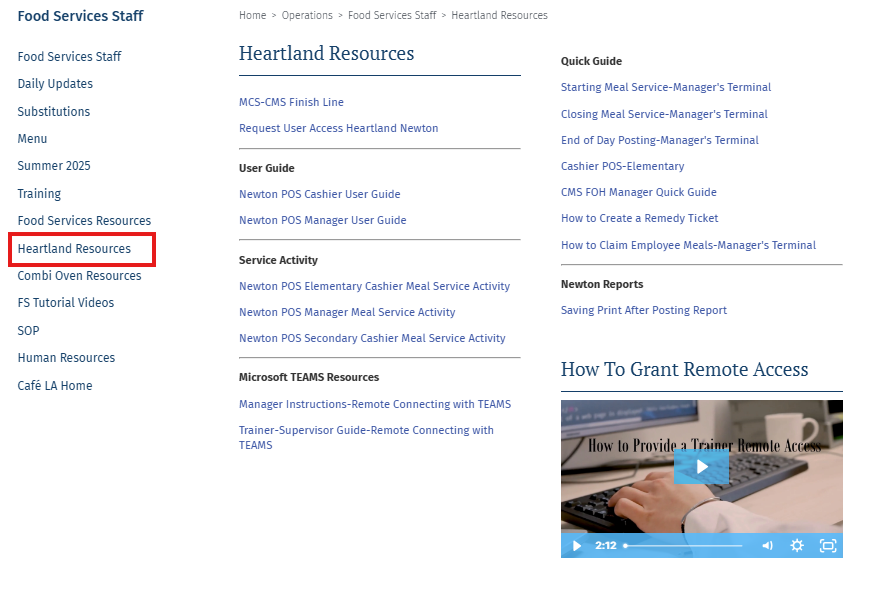 Food Services Staff
Food Services Staff
Daily Updates
Substitutions
Menu
Summer 2025
Training
Food Services Resources
Heartland Resources
Combi Oven Resources
FS Tutorial Videos
SOP
Human Resources
Café LA Home
Home > Operations > Food Services Staff > Heartland Resources
Heartland Resources
MCS-CMS Finish Line
Request User Access Heartland Newton
User Guide
Newton POS Cashier User Guide
Newton POS Manager User Guide
Service Activity
Newton POS Elementary Cashier Meal Service Activity
Newton POS Manager Meal Service Activity
Newton POS Secondary Cashier Meal Service Activity
Microsoft TEAMS Resources
Manager Instructions-Remote Connecting with TEAMS
Trainer-Supervisor Guide-Remote Connecting with
TEAMS
Quick Guide
Starting Meal Service-Manager's Terminal
Closing Meal Service-Manager's Terminal
End of Day Posting-Manager's Terminal
Cashier POS-Elementary
CMS FOH Manager Quick Guide
How to Create a Remedy Ticket
How to Claim Employee Meals-Manager's Terminal
Newton Reports
Saving Print After Posting Report
How To Grant Remote Access
How to Provide a Trainer Remote Access
2:12